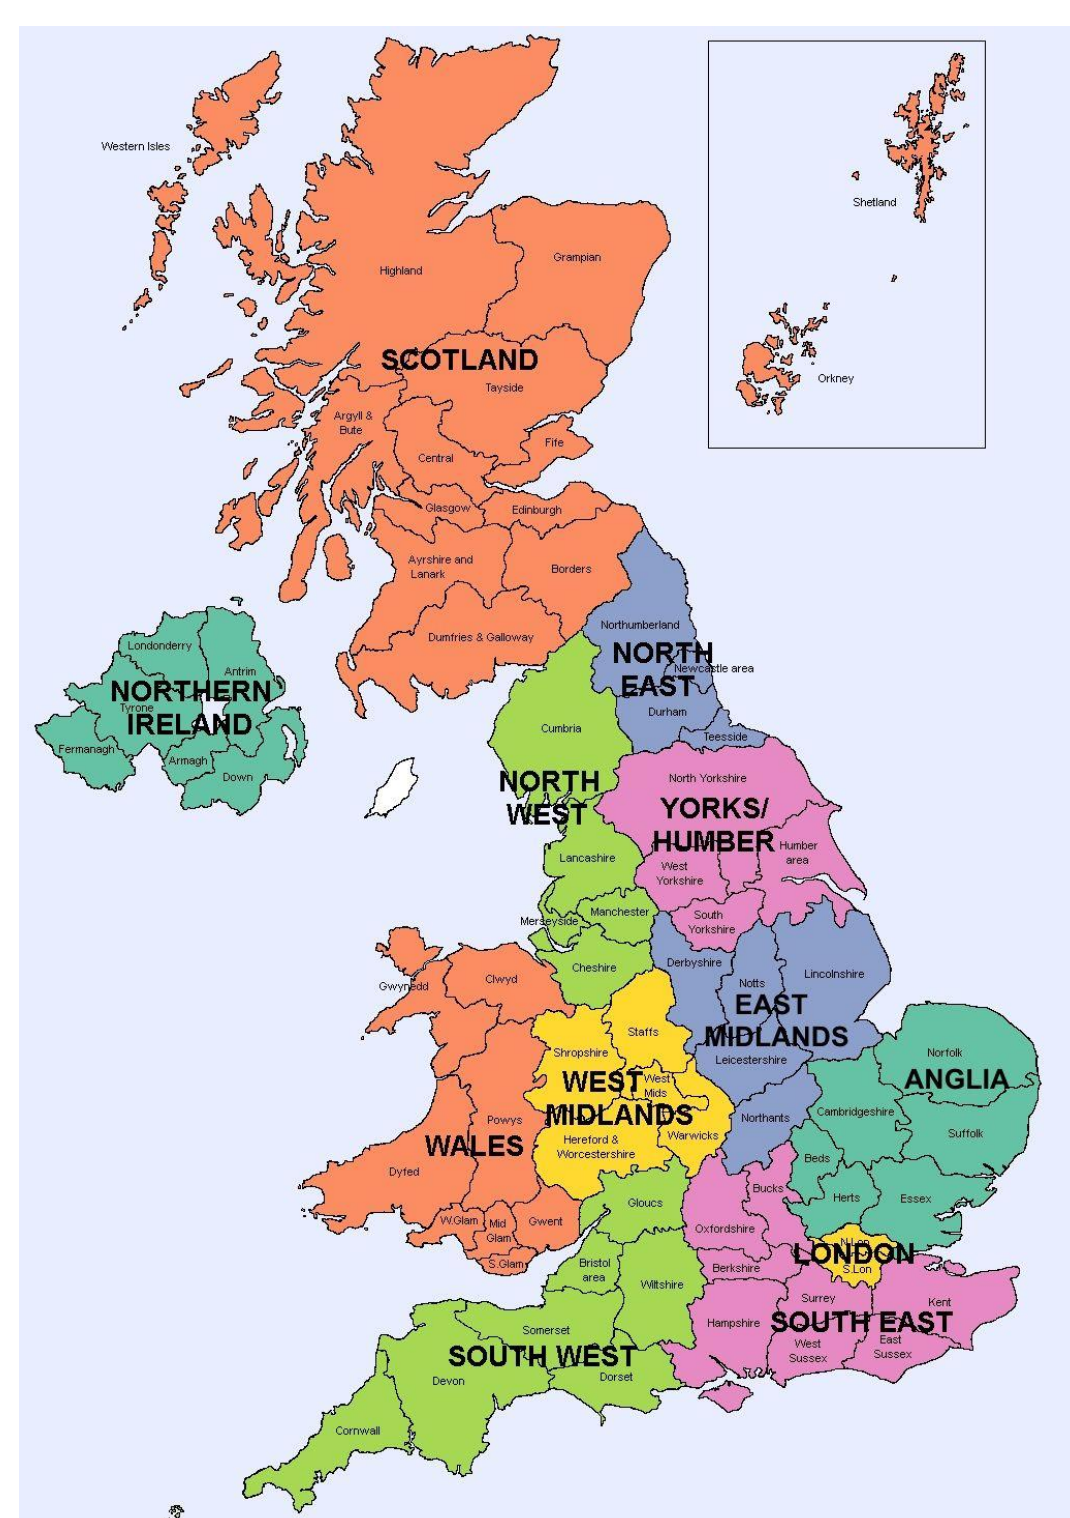 Western Isles
Shetland
Highland
Grampian
SCOTLAND
Orkney
Tayside
Argyll &
Bute
Fife
Central
Glasgow
Edinburgh
Ayrshire and
Lanark
Borders
Dumfries & Galloway
Northumberland
Londonderry
NORTH
EAST
Newcastle area
Antrim
NORTHERN
IRELAND
Tyrone
Durham
Cumbria
Teesside
Fermanagh
Armagh
Down
North Yorkshire
NORTH
WEST
YORKS/
HUMBER
Humber
area
Lancashire
West
Yorkshire
Manchester
Merseyside
South
Yorkshire
Derbyshire
Cheshire
Clwyd
Lincolnshire
Gwynedd
Notts
EAST
MIDLANDS
Staffs
Shropshire
Norfolk
Leicestershire
ANGLIA
WEST
MIDLANDS
West
Mids
Cambridgeshire
Powys
Northants
Suffolk
Warwicks
Hereford &
Worcestershire
WALES
Dyfed
Beds
Bucks
Herts
Essex
Gloucs
W.Glam
Mid
Glam
Gwent
Oxfordshire
N.Lon
LONDON
S.Lon
S.Glam
Bristol
area
Berkshire
Wiltshire
Surrey
Kent
Hampshire
SOUTH EAST
Somerset
West
Sussex
East
Sussex
SOUTH WEST
Devon
Dorset
Cornwall